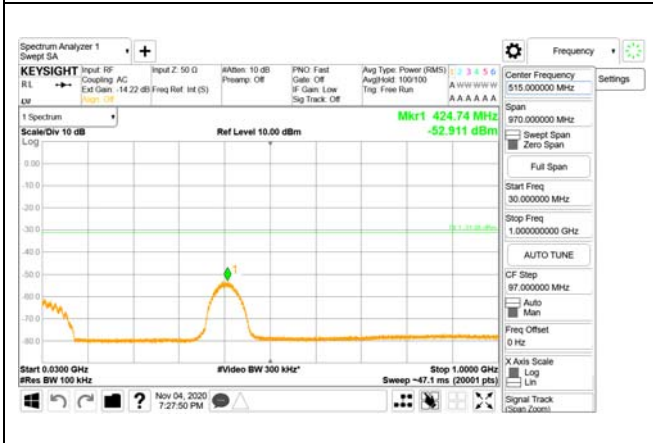 Spectrum Analyzer 1
Swept SA
+
Frequency
KEYSIGHT
Input: RF
Coupling: AC
Ext Gain: -14.22 dB
Align: Off
RL
Input Z: 50 Ω
Freq Ref: Int (S)
#Atten: 10 dB
Preamp: Off
PNO: Fast
Gate: Off
IF Gain: Low
Sig Track: Off
Avg Type: Power (RMS)
Avg|Hold: 100/100
Trig: Free Run
1 2 3 4 5 6
A W W W W W
A A A A A A
Settings
Center Frequency
515.000000 MHz
Span
970.000000 MHz
Swept Span
Zero Span
Full Span
Start Freq
30.000000 MHz
Stop Freq
1.000000000 GHz
AUTO TUNE
CF Step
97.000000 MHz
Auto
Man
Freq Offset
0 Hz
X Axis Scale
Log
Lin
Signal Track
(Span Zoom)
1 Spectrum
Scale/Div 10 dB
Ref Level 10.00 dBm
Mkr1 424.74 MHz
-52.911 dBm
Log
0.00
-10.0
-20.0
-30.0
-40.0
-50.0
-60.0
-70.0
-80.0
1
Start 0.0300 GHz
#Res BW 100 kHz
#Video BW 300 kHz*
Stop 1.0000 GHz
Sweep ~47.1 ms (20001 pts)
?
Nov 04, 2020
7:27:50 PM